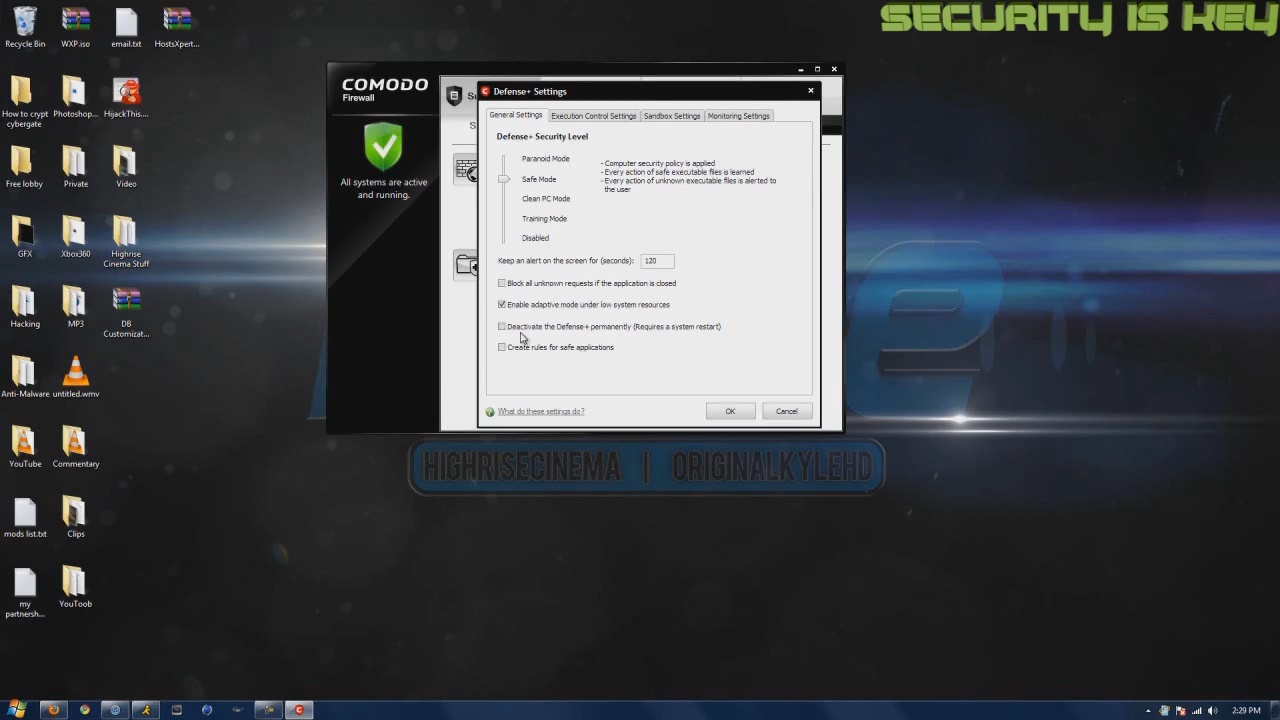 SECURITY IS KEY
Recycle Bin
WXP.iso
email.txt
HostsXpert...
How to crypt
cybergate
Photoshop...
HijackThis...
Free lobby
Private
Video
GFX
Xbox360
Highrise
Cinema Stuff
Hacking
MP3
DB
Customizat...
Anti-Malware
untitled.wmv
YouTube
Commentary
mods list.txt
Clips
my
partnersh...
YouToob
COMODO
Firewall
All systems are active
and running.
Defense+ Settings
General Settings
Execution Control Settings
Sandbox Settings
Monitoring Settings
Defense+ Security Level
Paranoid Mode
Safe Mode
Clean PC Mode
Training Mode
Disabled
- Computer security policy is applied
- Every action of safe executable files is learned
- Every action of unknown executable files is alerted to
the user
Keep an alert on the screen for (seconds): 120
Block all unknown requests if the application is closed
Enable adaptive mode under low system resources
Deactivate the Defense+ permanently (Requires a system restart)
Create rules for safe applications
What do these settings do?
OK
Cancel
HIGHRISECINEMA | ORIGINALKYLEHD
2:29 PM